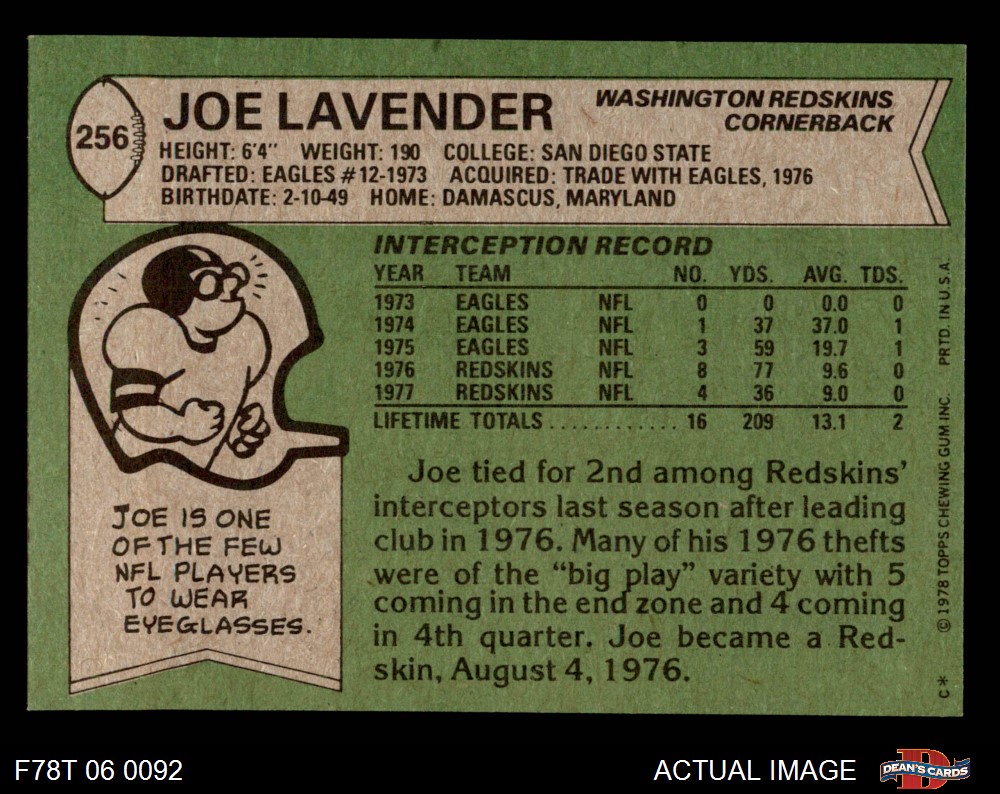 256
JOE LAVENDER
WASHINGTON REDSKINS
CORNERBACK
HEIGHT: 6'4" WEIGHT: 190 COLLEGE: SAN DIEGO STATE
DRAFTED: EAGLES #12-1973 ACQUIRED: TRADE WITH EAGLES, 1976
BIRTHDATE: 2-10-49 HOME: DAMASCUS, MARYLAND
INTERCEPTION RECORD
YEAR TEAM NO. YDS. AVG. TDS.
1973 EAGLES NFL 0 0 0.0 0
1974 EAGLES NFL 1 37 37.0 1
1975 EAGLES NFL 3 59 19.7 1
1976 REDSKINS NFL 8 77 9.6 0
1977 REDSKINS NFL 4 36 9.0 0
LIFETIME TOTALS ............ 16 209 13.1 2
JOE IS ONE
OF THE FEW
NFL PLAYERS
TO WEAR
EYEGLASSES.
Joe tied for 2nd among Redskins'
interceptors last season after leading
club in 1976. Many of his 1976 thefts
were of the "big play" variety with 5
coming in the end zone and 4 coming
in 4th quarter. Joe became a Red-
skin, August 4, 1976.
C* © 1978 TOPPS CHEWING GUM INC. PRTD. IN U.S.A.
F78T 06 0092
ACTUAL IMAGE
D
DEAN'S CARDS